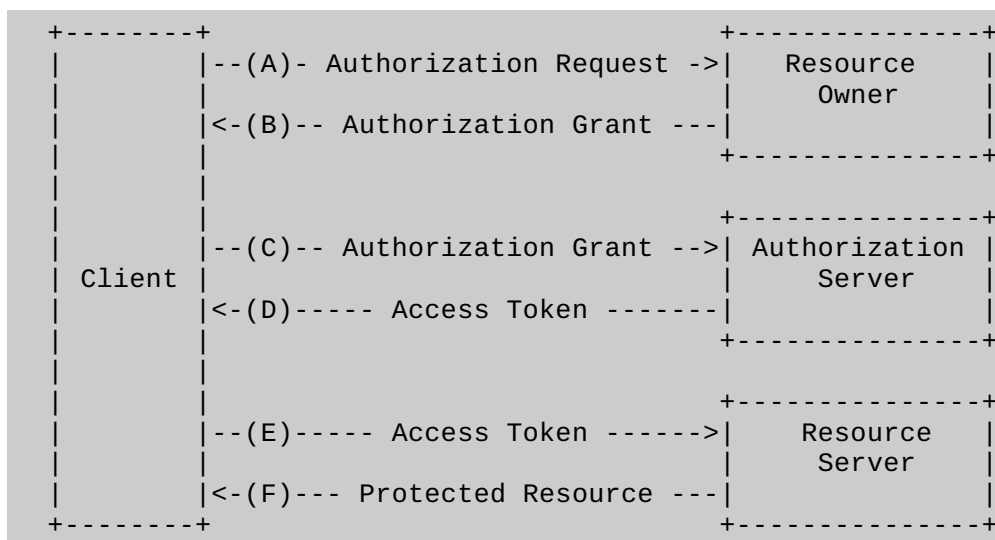 +--------+                               +---------------+
|        |--(A)- Authorization Request ->|   Resource    |
|        |                               |     Owner     |
|        |<-(B)-- Authorization Grant ---|               |
|        |                               +---------------+
|        |
|        |                               +---------------+
|        |--(C)-- Authorization Grant -->| Authorization |
| Client |                               |     Server    |
|        |<-(D)----- Access Token -------|               |
|        |                               +---------------+
|        |
|        |                               +---------------+
|        |--(E)----- Access Token ------>|    Resource   |
|        |                               |     Server    |
|        |<-(F)--- Protected Resource ---|               |
+--------+                               +---------------+